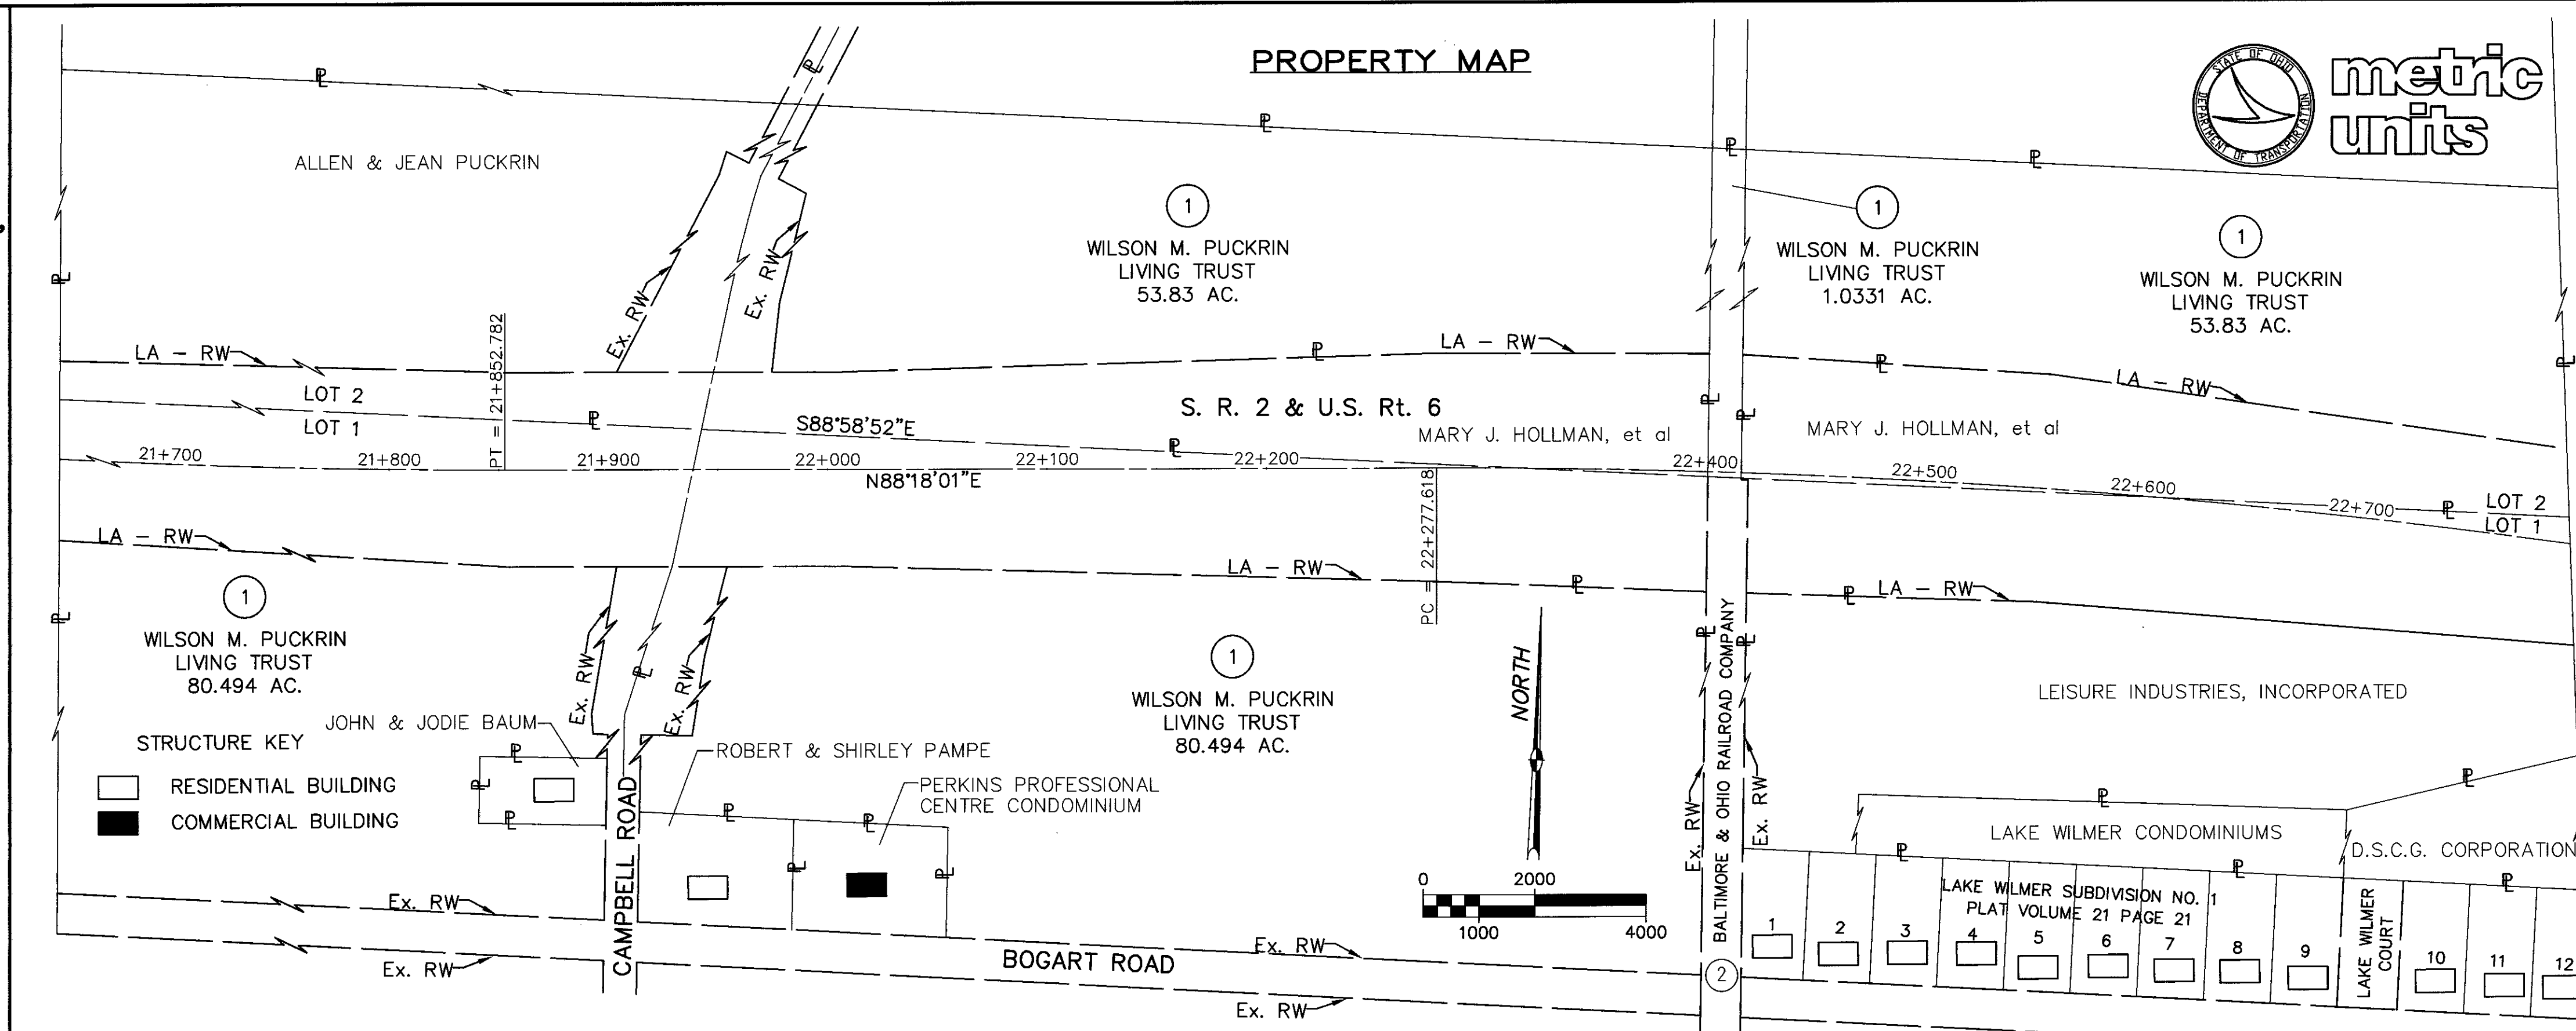 PROPERTY MAP
STATE OF OHIO
DEPARTMENT OF TRANSPORTATION
metric
units
ALLEN & JEAN PUCKRIN
1
WILSON M. PUCKRIN
LIVING TRUST
53.83 AC.
1
WILSON M. PUCKRIN
LIVING TRUST
1.0331 AC.
1
WILSON M. PUCKRIN
LIVING TRUST
53.83 AC.
Ex. RW
Ex. RW
LA - RW
LA - RW
LA - RW
LOT 2
LOT 1
PT = 21+852.782
S. R. 2 & U.S. Rt. 6
S88°58'52"E
MARY J. HOLLMAN, et al
MARY J. HOLLMAN, et al
21+700
21+800
21+900
22+000
22+100
22+200
22+400
22+500
22+600
22+700
N88°18'01"E
LOT 2
LOT 1
PC = 22+277.618
LA - RW
LA - RW
LA - RW
1
WILSON M. PUCKRIN
LIVING TRUST
80.494 AC.
Ex. RW
Ex. RW
1
WILSON M. PUCKRIN
LIVING TRUST
80.494 AC.
NORTH
LEISURE INDUSTRIES, INCORPORATED
JOHN & JODIE BAUM
STRUCTURE KEY
RESIDENTIAL BUILDING
COMMERCIAL BUILDING
ROBERT & SHIRLEY PAMPE
PERKINS PROFESSIONAL
CENTRE CONDOMINIUM
CAMPBELL ROAD
BALTIMORE & OHIO RAILROAD COMPANY
Ex. RW
Ex. RW
0
2000
1000
4000
LAKE WILMER CONDOMINIUMS
D.S.C.G. CORPORATION
LAKE WILMER SUBDIVISION NO. 1
PLAT VOLUME 21 PAGE 21
1
2
3
4
5
6
7
8
9
LAKE WILMER
COURT
10
11
12
Ex. RW
Ex. RW
BOGART ROAD
Ex. RW
Ex. RW
2